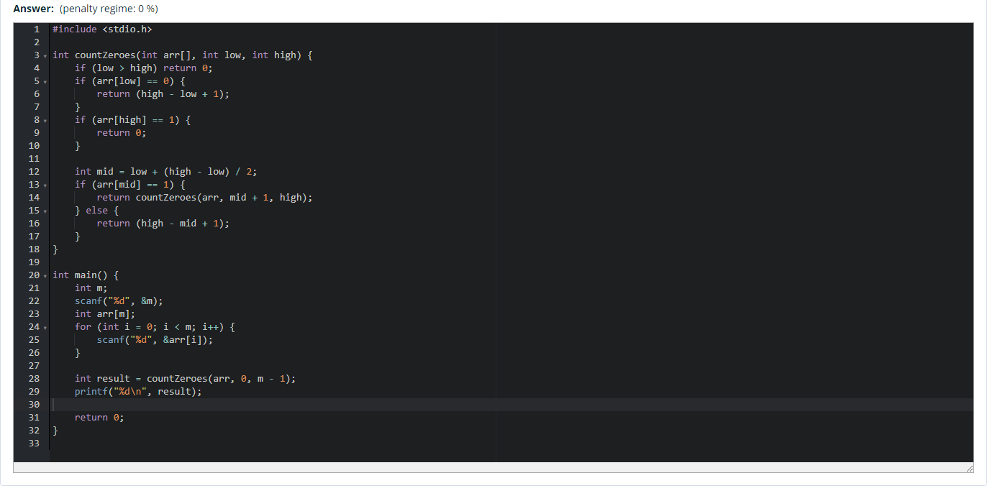 Answer: (penalty regime: 0 %)
1 #include <stdio.h>
2
3 int countZeroes(int arr[], int low, int high) {
4     if (low > high) return 0;
5     if (arr[low] == 0) {
6         return (high - low + 1);
7     }
8     if (arr[high] == 1) {
9         return 0;
10     }
11
12     int mid = low + (high - low) / 2;
13     if (arr[mid] == 1) {
14         return countZeroes(arr, mid + 1, high);
15     } else {
16         return (high - mid + 1);
17     }
18 }
19
20 int main() {
21     int m;
22     scanf("%d", &m);
23     int arr[m];
24     for (int i = 0; i < m; i++) {
25         scanf("%d", &arr[i]);
26     }
27
28     int result = countZeroes(arr, 0, m - 1);
29     printf("%d\n", result);
30
31     return 0;
32 }
33